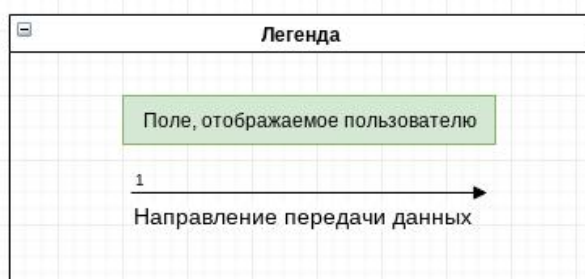 Легенда
Поле, отображаемое пользователю
1
Направление передачи данных